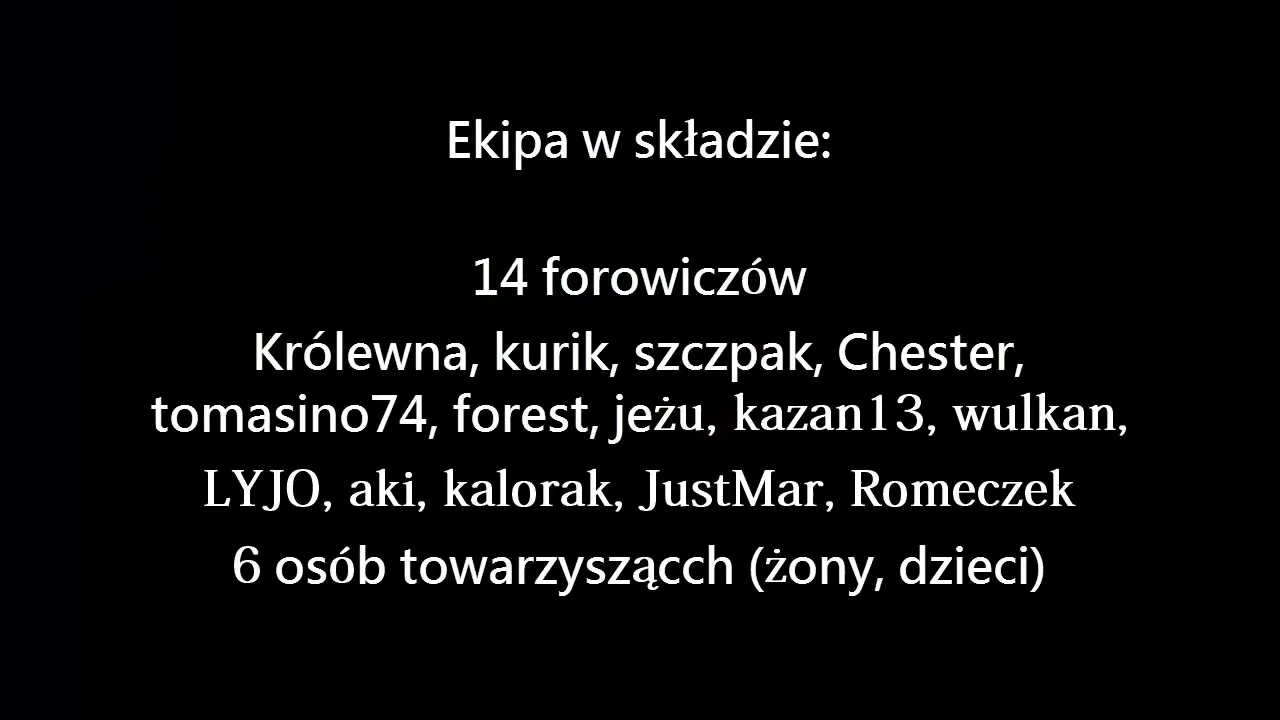 Ekipa w składzie:
14 forowiczów
Królewna, kurik, szczpak, Chester,
tomasino74, forest, jeżu, kazan13, wulkan,
LYJO, aki, kalorak, JustMar, Romeczek
6 osób towarzyszącch (żony, dzieci)